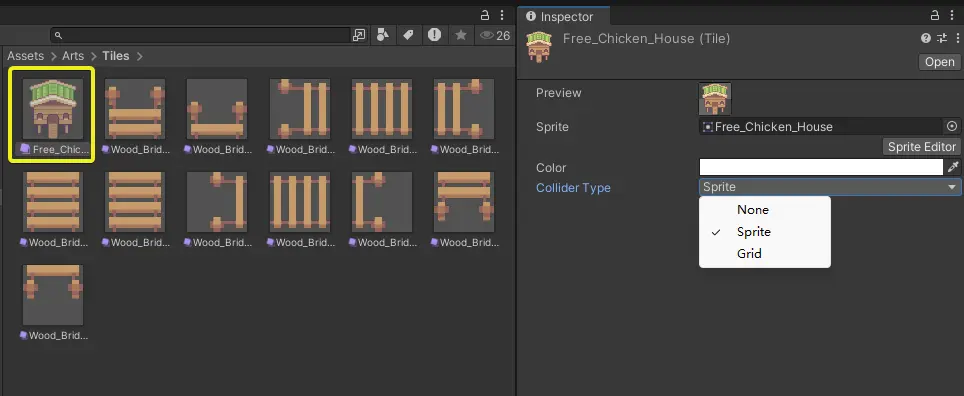 26
Assets > Arts > Tiles >
Free_Chic...
Wood_Brid...
Wood_Brid...
Wood_Brid...
Wood_Brid...
Wood_Brid...
Wood_Brid...
Wood_Brid...
Wood_Brid...
Wood_Brid...
Wood_Brid...
Wood_Brid...
Wood_Brid...
Inspector
Free_Chicken_House (Tile)
Open
Preview
Sprite
Free_Chicken_House
Sprite Editor
Color
Collider Type
Sprite
None
Sprite
Grid